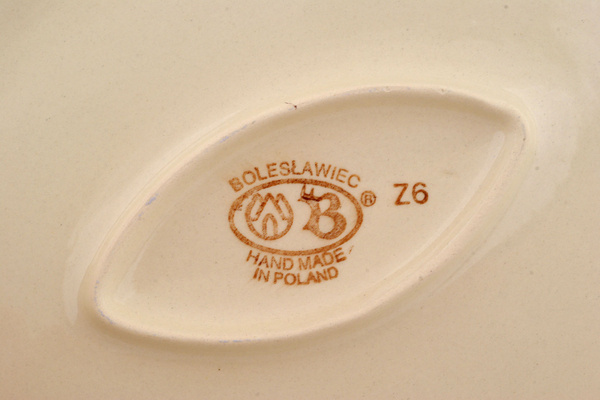 BOLESŁAWIEC
B ® Z6
HAND MADE
IN POLAND